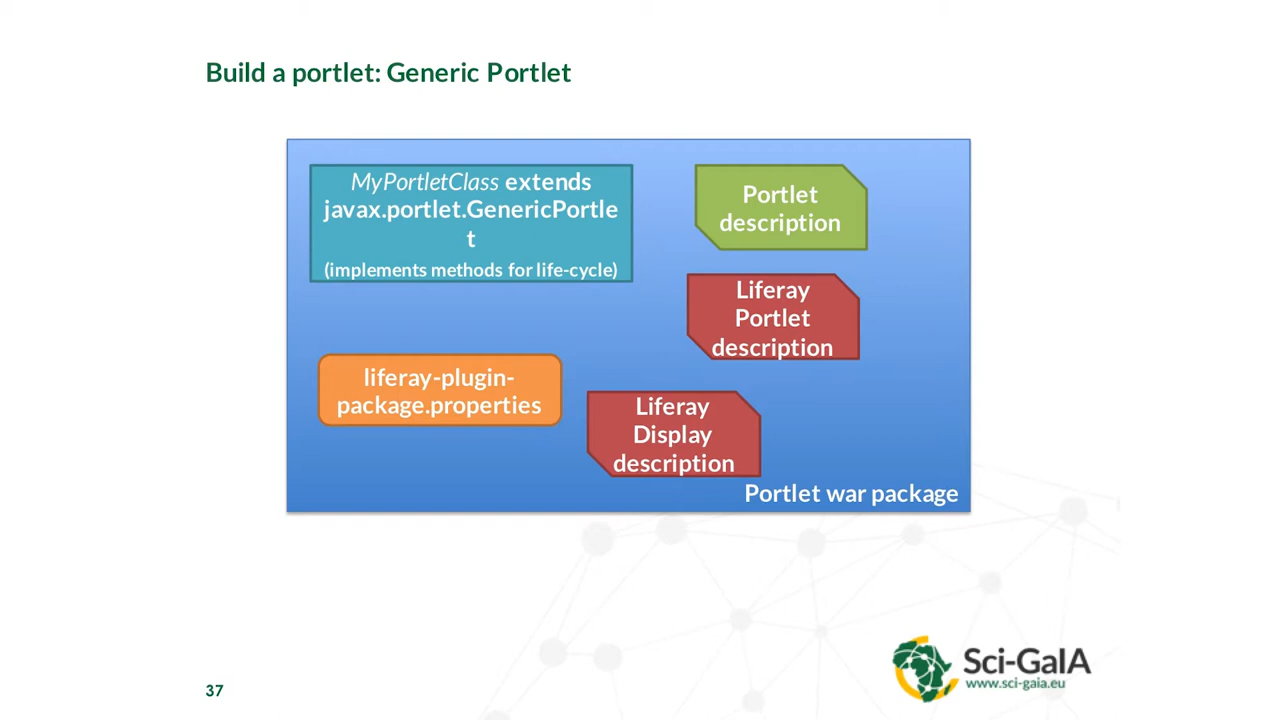 Build a portlet: Generic Portlet
MyPortletClass extends
javax.portlet.GenericPortle
t
(implements methods for life-cycle)
Portlet
description
Liferay
Portlet
description
liferay-plugin-
package.properties
Liferay
Display
description
Portlet war package
Sci-GaIA
www.sci-gaia.eu
37